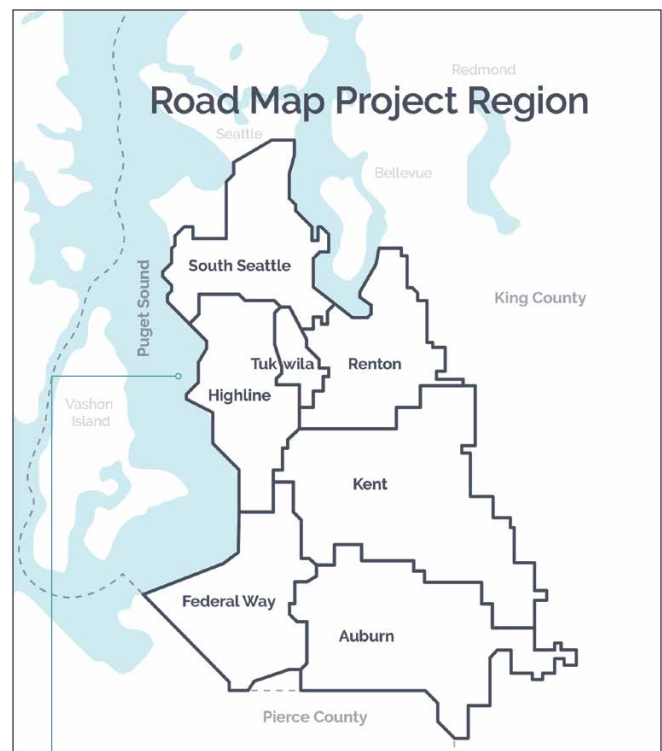 Redmond
Road Map Project Region
Seattle
Bellevue
South Seattle
Puget Sound
King County
Tukwila
Renton
Highline
Vashon
Island
Kent
Federal Way
Auburn
Pierce County